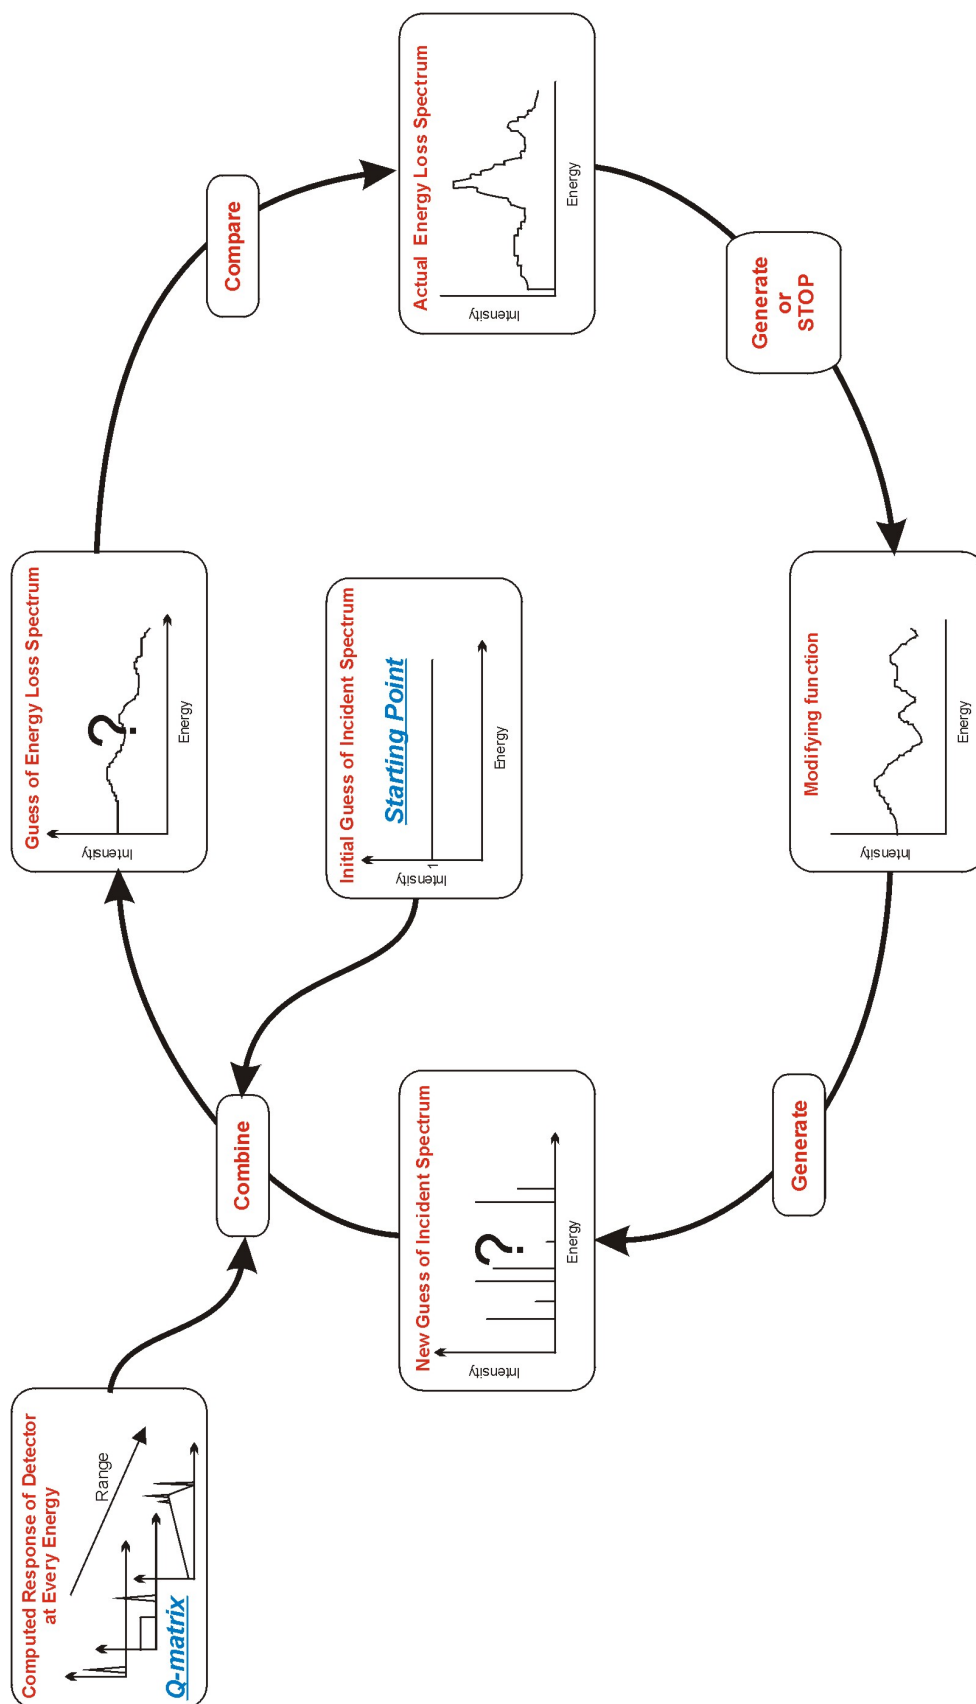 Computed Response of Detector
at Every Energy
Range
Q-matrix
Combine
Guess of Energy Loss Spectrum
Intensity
?
Energy
Compare
Actual Energy Loss Spectrum
Intensity
Energy
Initial Guess of Incident Spectrum
Starting Point
Intensity
1
Energy
Generate
or
STOP
New Guess of Incident Spectrum
Intensity
?
Energy
Generate
Modifying function
Intensity
Energy